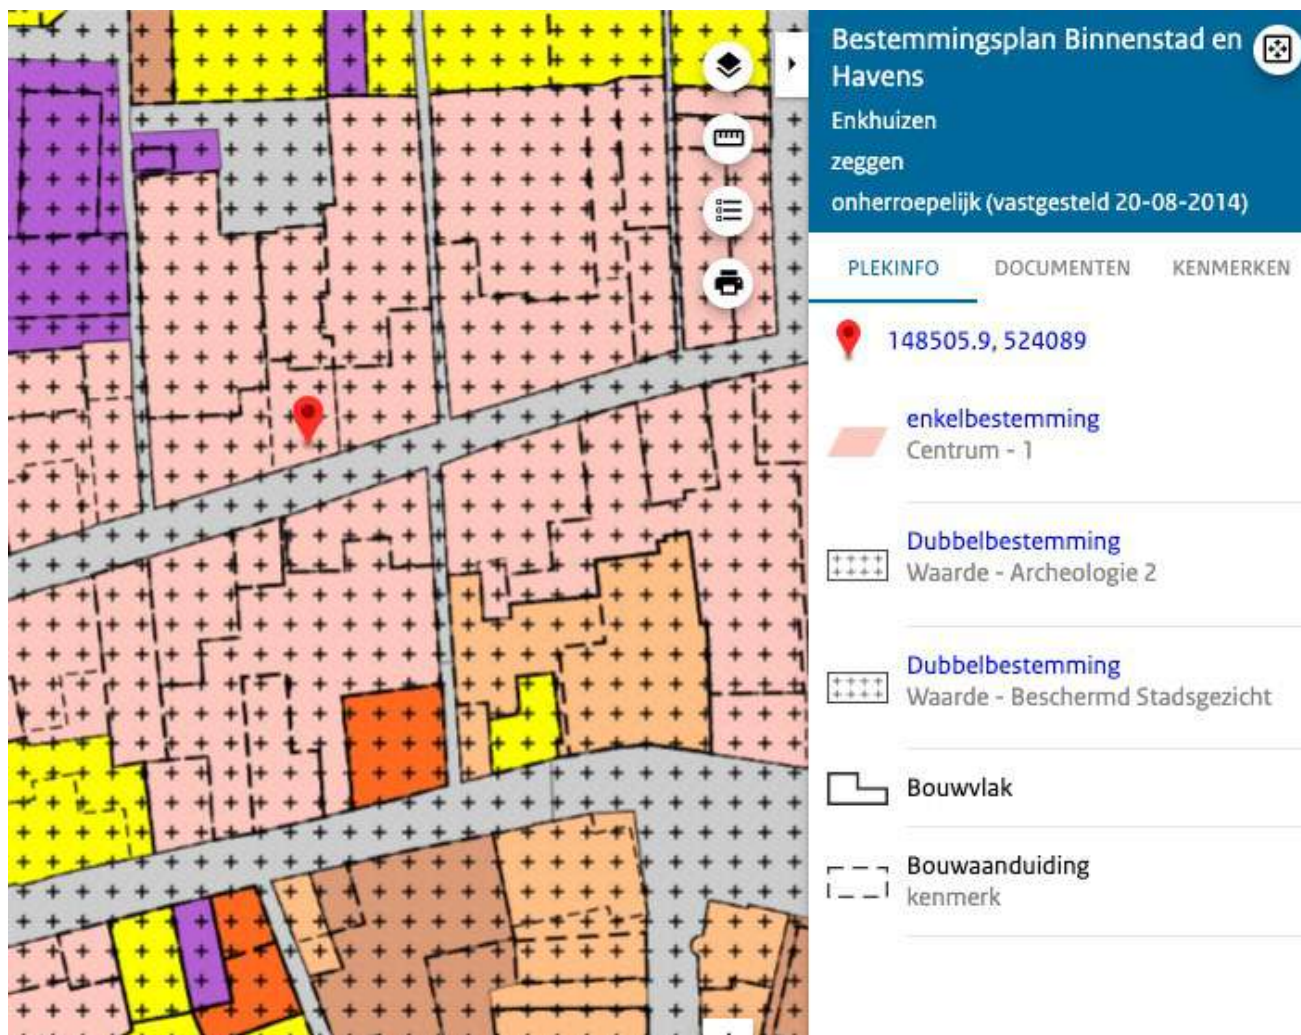 Bestemmingsplan Binnenstad en
Havens
Enkhuizen
zeggen
onherroepelijk (vastgesteld 20-08-2014)
PLEKINFO DOCUMENTEN KENMERKEN
148505.9, 524089
enkelbestemming
Centrum - 1
Dubbelbestemming
Waarde - Archeologie 2
Dubbelbestemming
Waarde - Beschermd Stadsgezicht
Bouwvlak
Bouwaanduiding
kenmerk